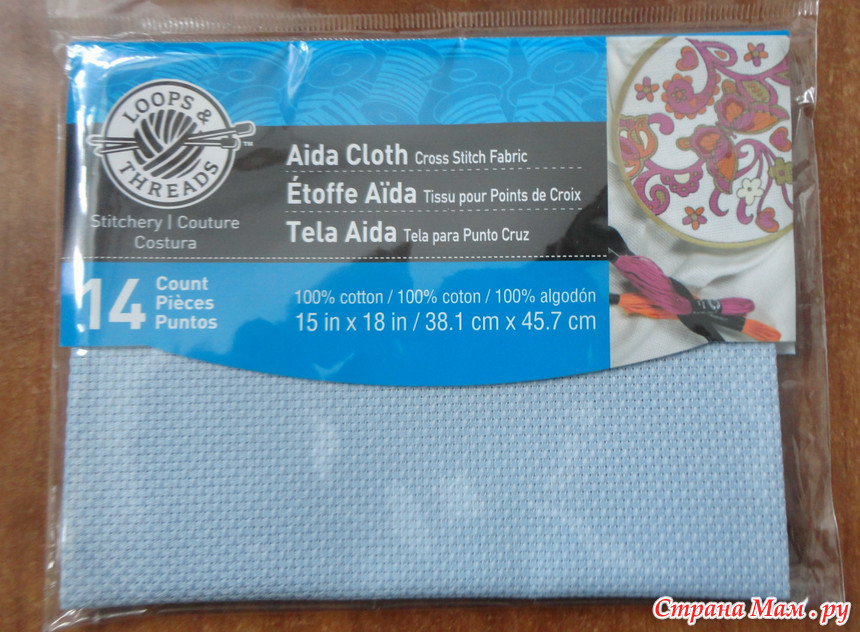 LOOPS &
THREADS™
Stitchery | Couture
Costura
Aida Cloth Cross Stitch Fabric
Étoffe Aïda Tissu pour Points de Croix
Tela Aida Tela para Punto Cruz
14 Count
Pièces
Puntos
100% cotton / 100% coton / 100% algodón
15 in x 18 in / 38.1 cm x 45.7 cm
Страна Мам.ру